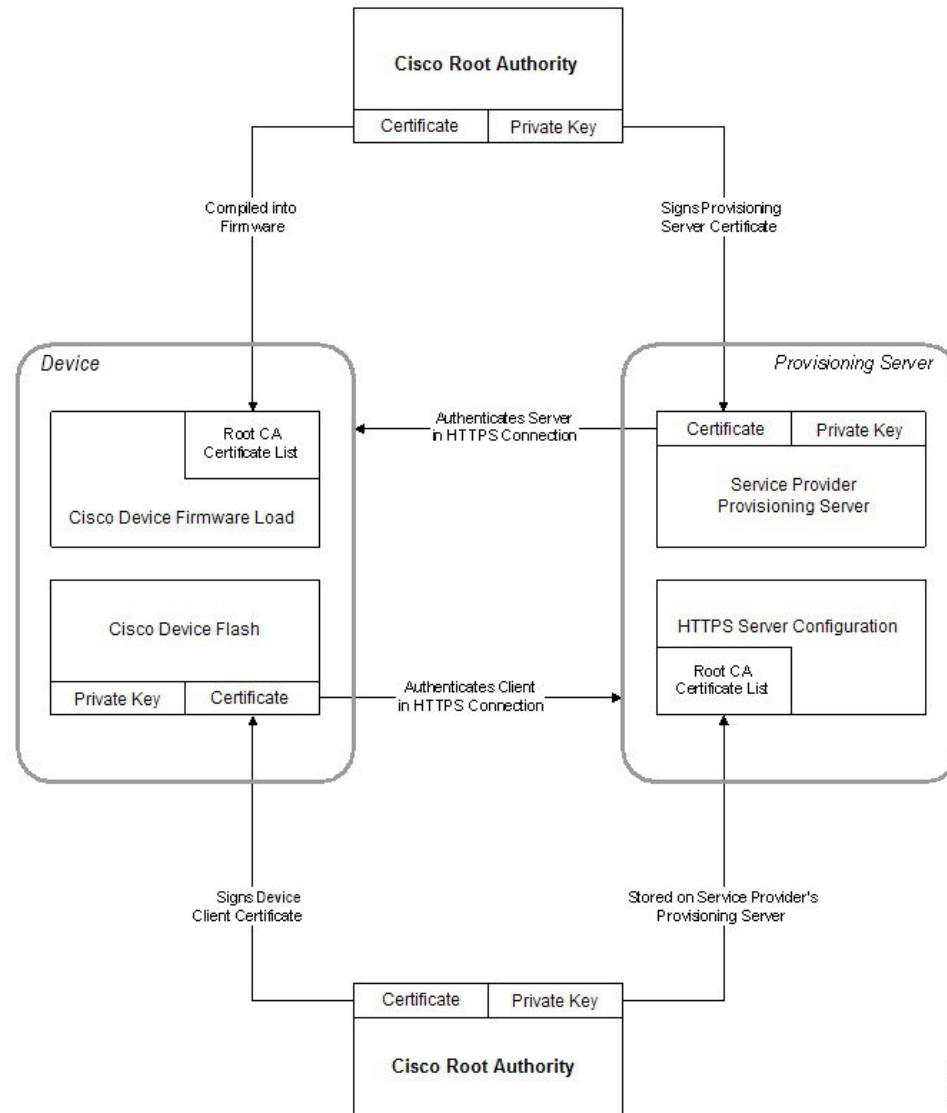 Cisco Root Authority
Certificate
Private Key
Compiled into
Firmware
Signs Provisioning
Server Certificate
Device
Provisioning Server
Root CA
Certificate List
Cisco Device Firmware Load
Authenticates Server
in HTTPS Connection
Certificate
Private Key
Service Provider
Provisioning Server
Cisco Device Flash
Private Key
Certificate
Authenticates Client
in HTTPS Connection
HTTPS Server Configuration
Root CA
Certificate List
Signs Device
Client Certificate
Stored on Service Provider's
Provisioning Server
Certificate
Private Key
Cisco Root Authority